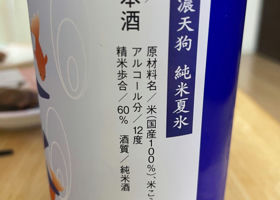 濃天狗 純米夏氷
本酒
原材料名／米(国産100%)、米こ
アルコール分／12度
精米歩合／60% 酒質／純米酒